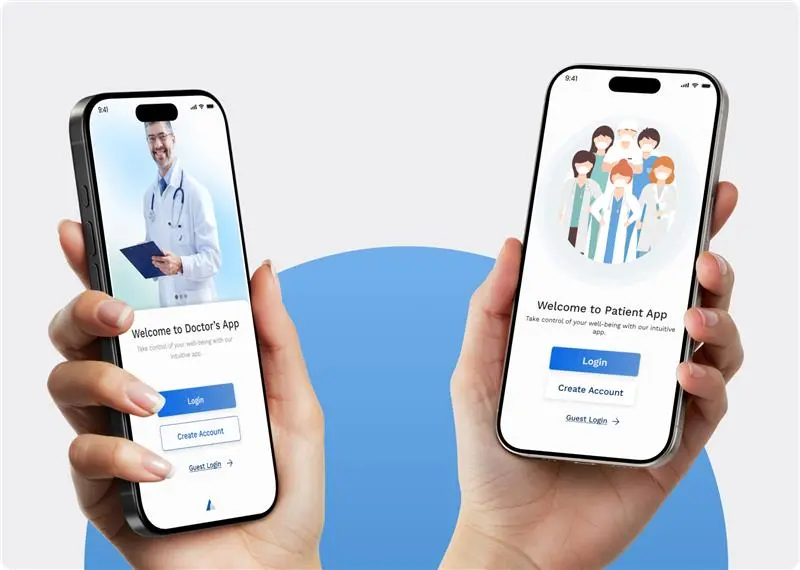 9:41
Welcome to Doctor's App
Take control of your well-being with our
intuitive app.
Login
Create Account
Guest Login
9:41
Welcome to Patient App
Take control of your well-being with our intuitive
app.
Login
Create Account
Guest Login